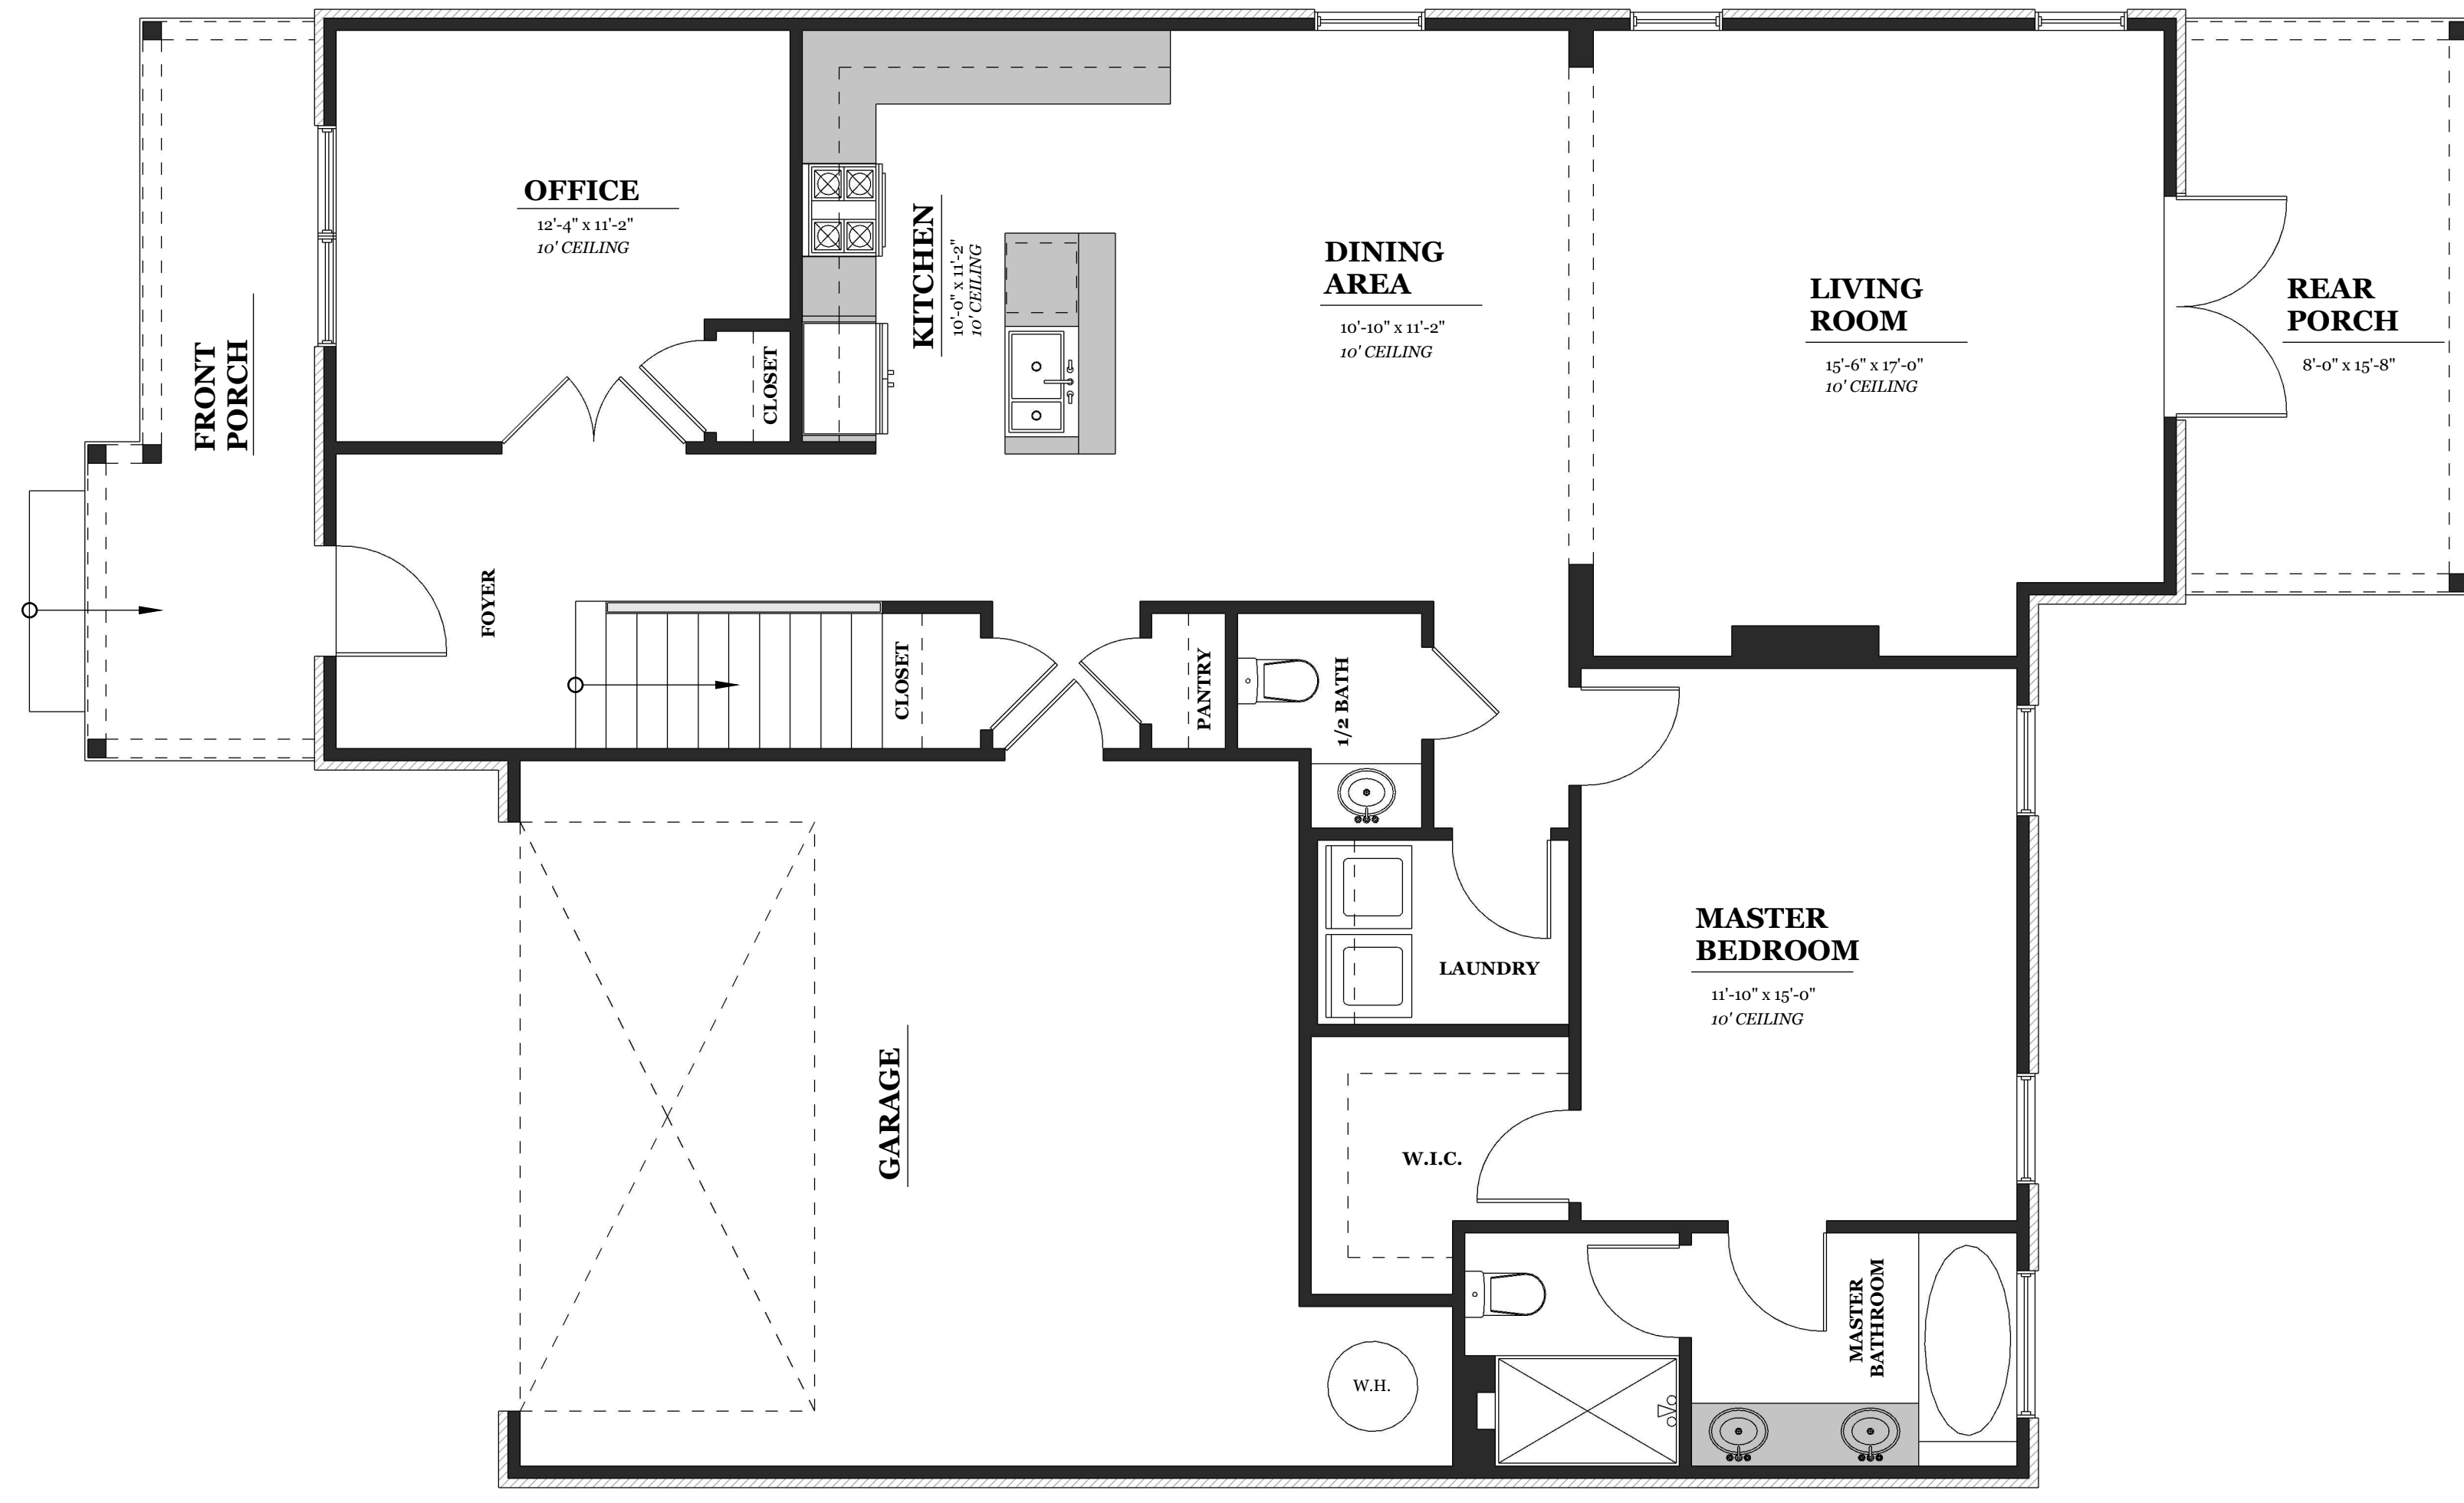 OFFICE
12'-4" x 11'-2"
10' CEILING
KITCHEN
10'-0" x 11'-2"
10' CEILING
DINING
AREA
10'-10" x 11'-2"
10' CEILING
LIVING
ROOM
15'-6" x 17'-0"
10' CEILING
REAR
PORCH
8'-0" x 15'-8"
FRONT
PORCH
CLOSET
FOYER
CLOSET
PANTRY
1/2 BATH
LAUNDRY
MASTER
BEDROOM
11'-10" x 15'-0"
10' CEILING
GARAGE
W.I.C.
MASTER
BATHROOM
W.H.